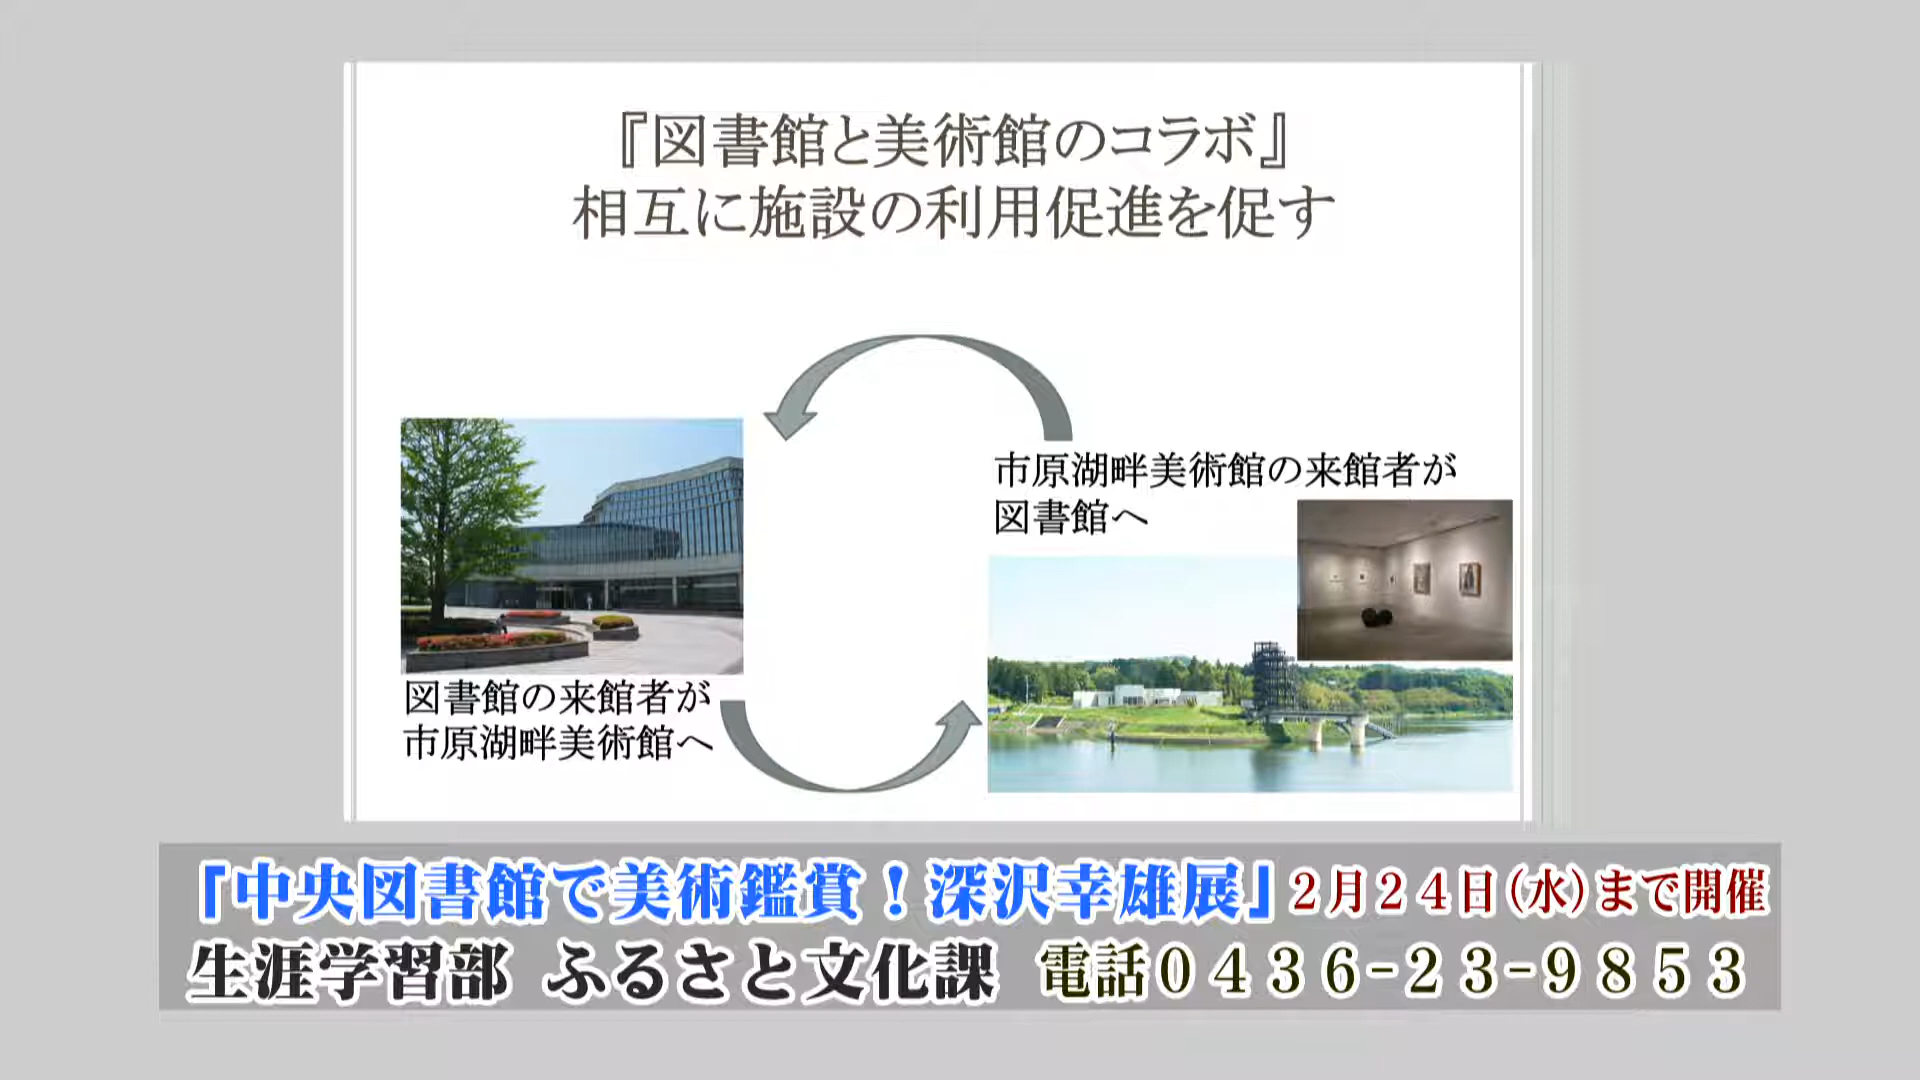 『図書館と美術館のコラボ』
相互に施設の利用促進を促す
市原湖畔美術館の来館者が
図書館へ
図書館の来館者が
市原湖畔美術館へ
「中央図書館で美術鑑賞！深沢幸雄展」２月２４日（水）まで開催
生涯学習部 ふるさと文化課 電話０４３６−２３−９８５３